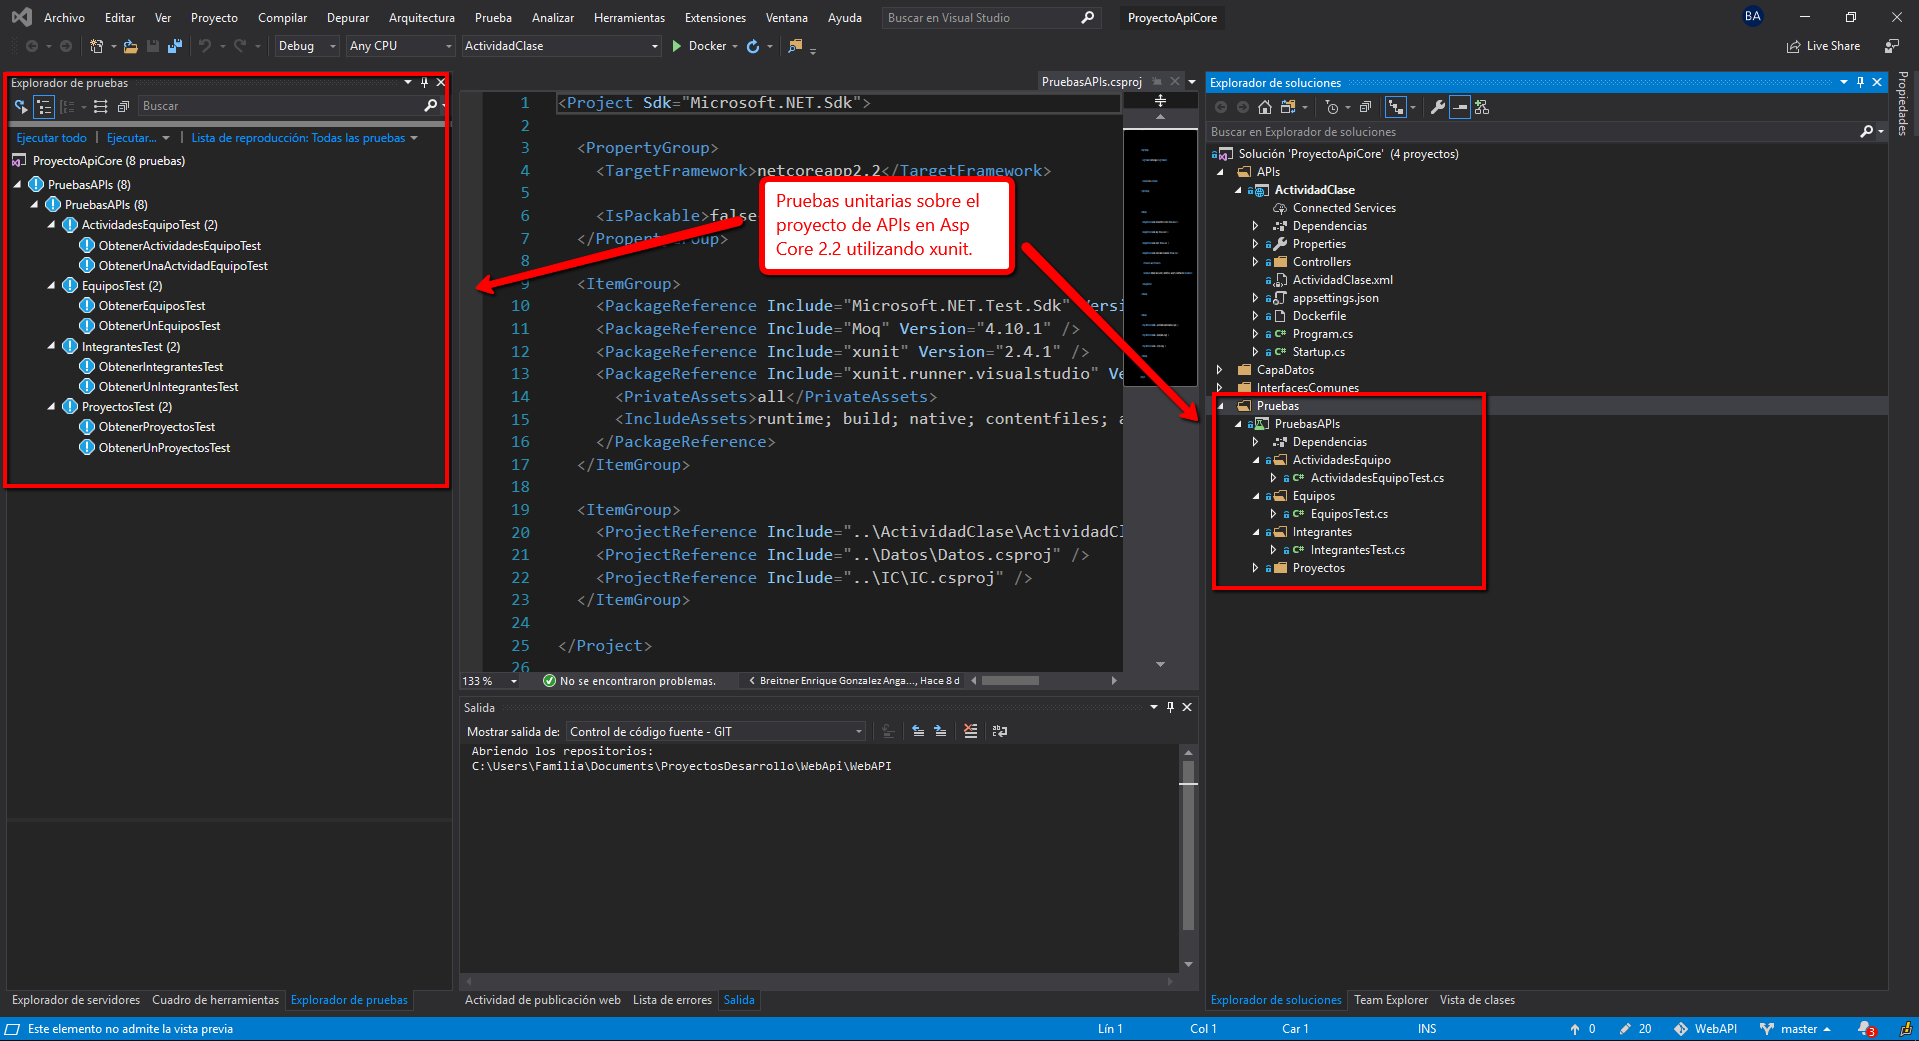 Archivo Editar Ver Proyecto Compilar Depurar Arquitectura Prueba Analizar Herramientas Extensiones Ventana Ayuda Buscar en Visual Studio ProyectoApiCore BA
Debug Any CPU ActividadClase Docker Live Share
Explorador de pruebas
Buscar
Ejecutar todo | Ejecutar... | Lista de reproducción: Todas las pruebas
ProyectoApiCore (8 pruebas)
PruebasAPIs (8)
PruebasAPIs (8)
ActividadesEquipoTest (2)
ObtenerActividadesEquipoTest
ObtenerUnaActvidadEquipoTest
EquiposTest (2)
ObtenerEquiposTest
ObtenerUnEquiposTest
IntegrantesTest (2)
ObtenerIntegrantesTest
ObtenerUnIntegrantesTest
ProyectosTest (2)
ObtenerProyectosTest
ObtenerUnProyectosTest
PruebasAPIs.csproj
1 <Project Sdk="Microsoft.NET.Sdk">
2
3 <PropertyGroup>
4 <TargetFramework>netcoreapp2.2</TargetFramework>
5
6 <IsPackable>false
7 </PropertyGroup>
8
9 <ItemGroup>
10 <PackageReference Include="Microsoft.NET.Test.Sdk" Versi
11 <PackageReference Include="Moq" Version="4.10.1" />
12 <PackageReference Include="xunit" Version="2.4.1" />
13 <PackageReference Include="xunit.runner.visualstudio" Ve
14 <PrivateAssets>all</PrivateAssets>
15 <IncludeAssets>runtime; build; native; contentfiles; a
16 </PackageReference>
17 </ItemGroup>
18
19 <ItemGroup>
20 <ProjectReference Include="..\ActividadClase\ActividadCl
21 <ProjectReference Include="..\Datos\Datos.csproj" />
22 <ProjectReference Include="..\IC\IC.csproj" />
23 </ItemGroup>
24
25 </Project>
26
Pruebas unitarias sobre el
proyecto de APIs en Asp
Core 2.2 utilizando xunit.
133 % No se encontraron problemas. Breitner Enrique Gonzalez Anga..., Hace 8 d
Salida
Mostrar salida de: Control de código fuente - GIT
Abriendo los repositorios:
C:\Users\Familia\Documents\ProyectosDesarrollo\WebApi\WebAPI
Explorador de soluciones
Buscar en Explorador de soluciones
Solución 'ProyectoApiCore' (4 proyectos)
APIs
ActividadClase
Connected Services
Dependencias
Properties
Controllers
ActividadClase.xml
appsettings.json
Dockerfile
C# Program.cs
C# Startup.cs
CapaDatos
InterfacesComunes
Pruebas
PruebasAPIs
Dependencias
ActividadesEquipo
C# ActividadesEquipoTest.cs
Equipos
C# EquiposTest.cs
Integrantes
C# IntegrantesTest.cs
Proyectos
Propiedades
Explorador de servidores Cuadro de herramientas Explorador de pruebas
Actividad de publicación web Lista de errores Salida
Explorador de soluciones Team Explorer Vista de clases
Este elemento no admite la vista previa Lín 1 Col 1 Car 1 INS 0 20 WebAPI master 3